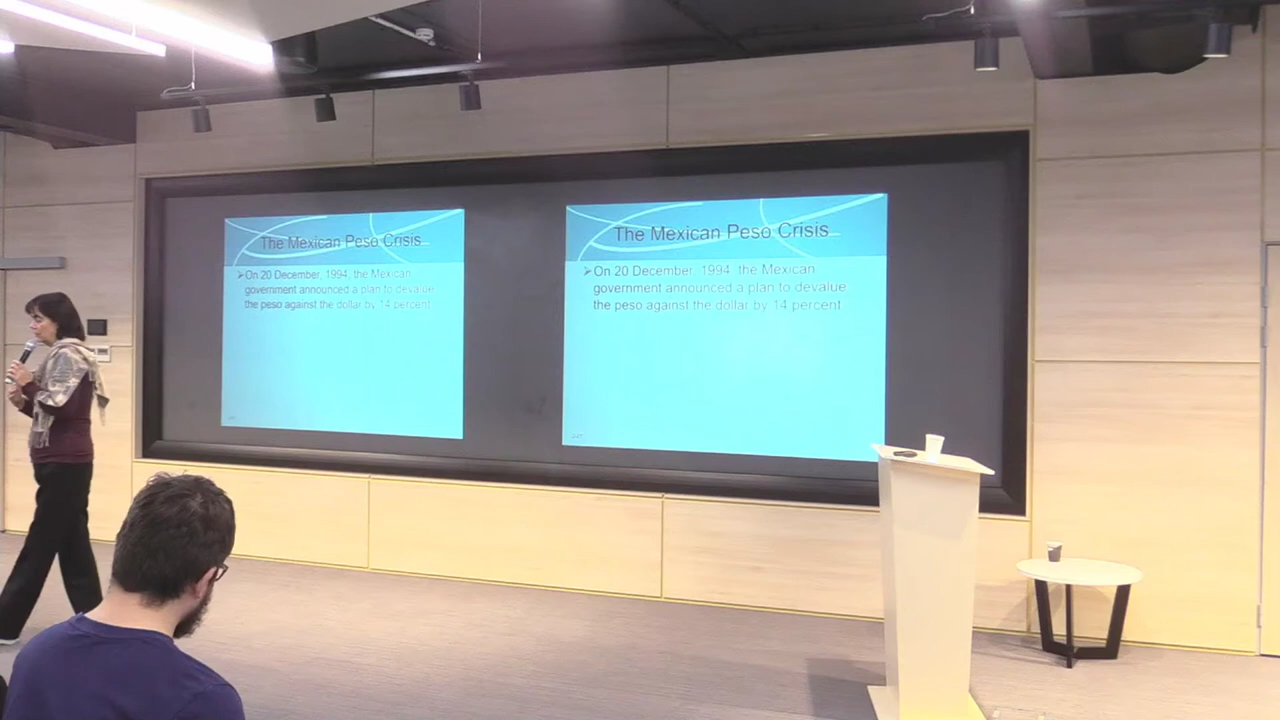 The Mexican Peso Crisis
➢On 20 December, 1994, the Mexican
government announced a plan to devalue
the peso against the dollar by 14 percent
The Mexican Peso Crisis
➢On 20 December, 1994, the Mexican
government announced a plan to devalue
the peso against the dollar by 14 percent